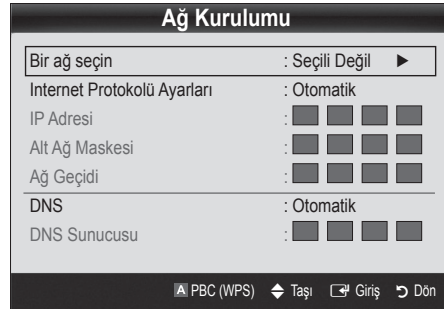 Ağ Kurulumu
Bir ağ seçin : Seçili Değil ►
Internet Protokolü Ayarları : Otomatik
IP Adresi :
Alt Ağ Maskesi :
Ağ Geçidi :
DNS : Otomatik
DNS Sunucusu :
A PBC (WPS) Taşı Giriş Dön